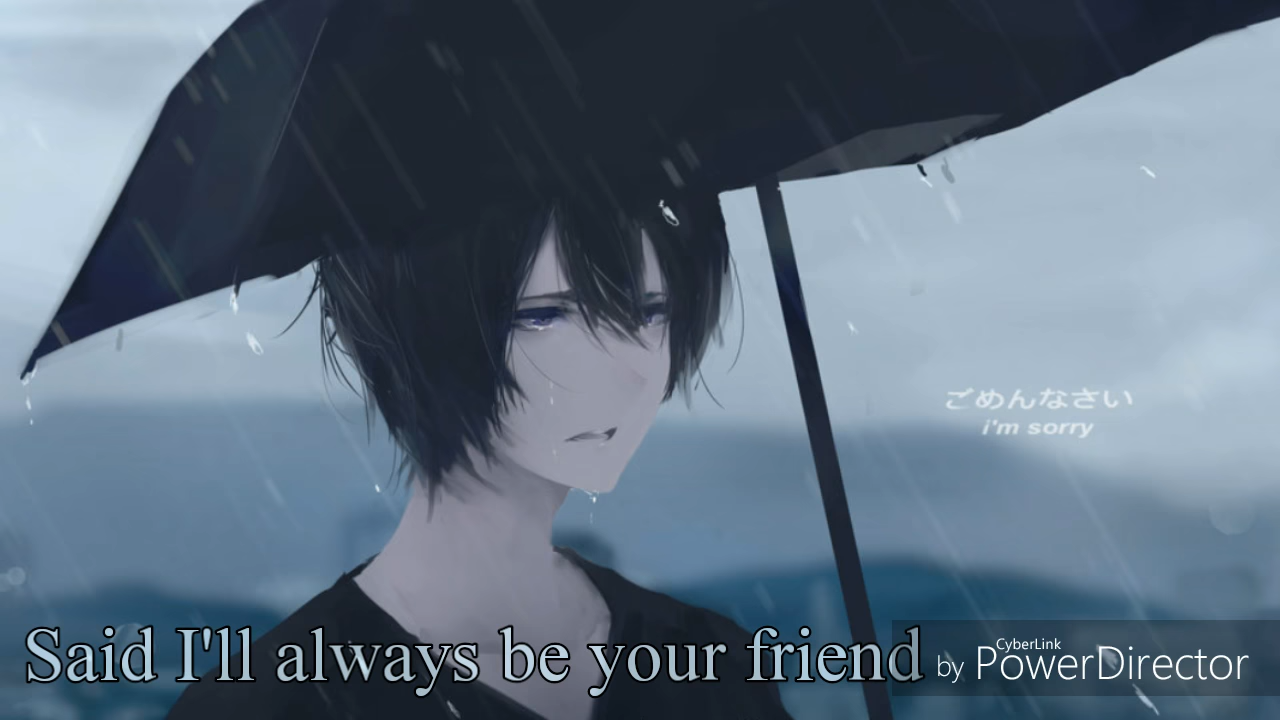 ごめんなさい
i'm sorry
Said I'll always be your friend
CyberLink
by PowerDirector